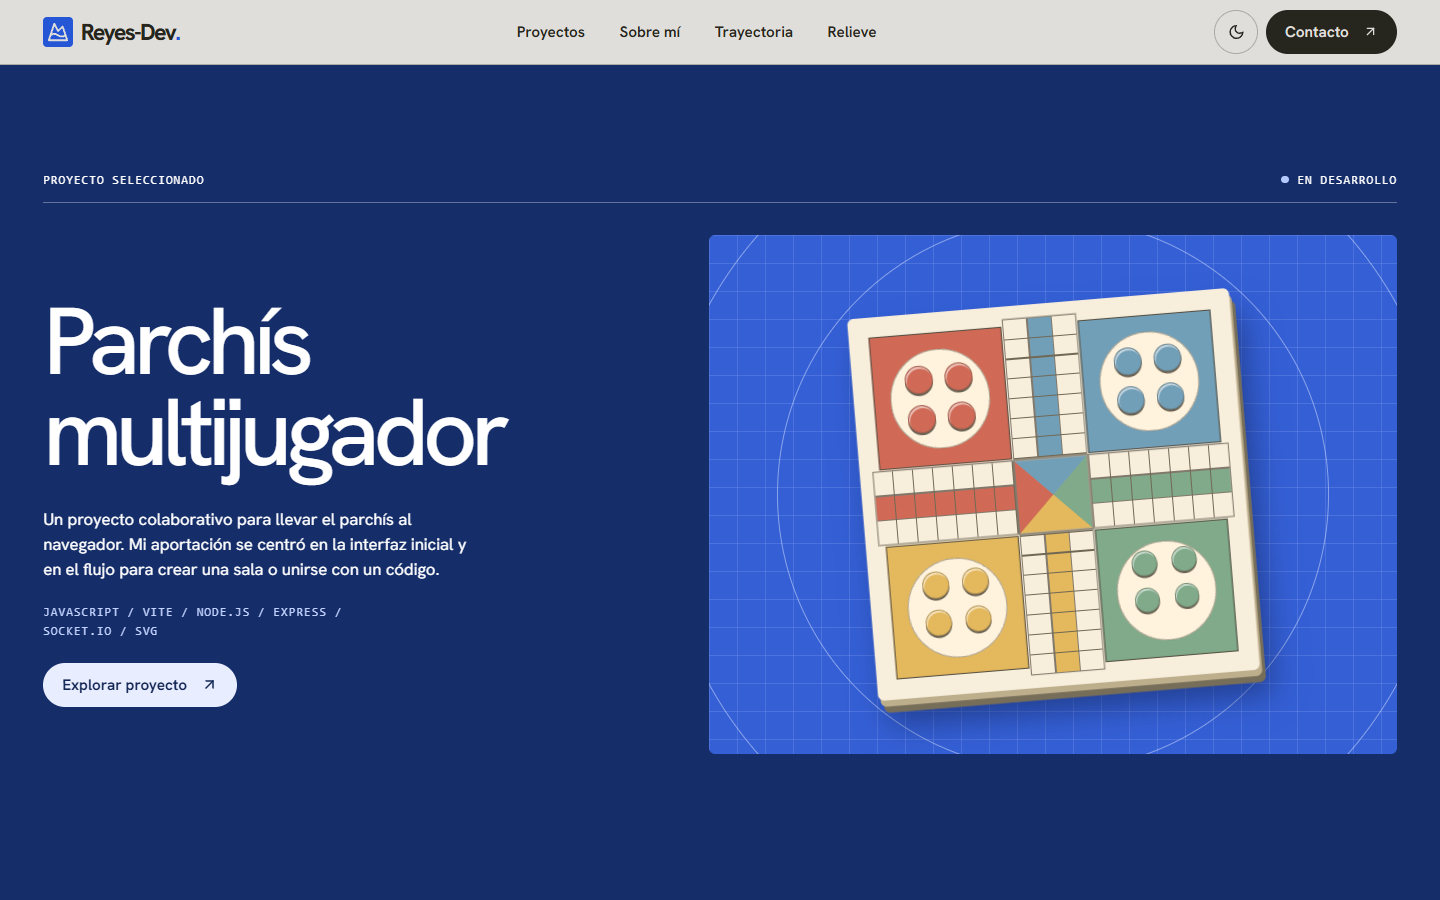 Reyes-Dev.
Proyectos
Sobre mí
Trayectoria
Relieve
Contacto
PROYECTO SELECCIONADO
EN DESARROLLO
Parchís
multijugador
Un proyecto colaborativo para llevar el parchís al
navegador. Mi aportación se centró en la interfaz inicial y
en el flujo para crear una sala o unirse con un código.
JAVASCRIPT / VITE / NODE.JS / EXPRESS /
SOCKET.IO / SVG
Explorar proyecto